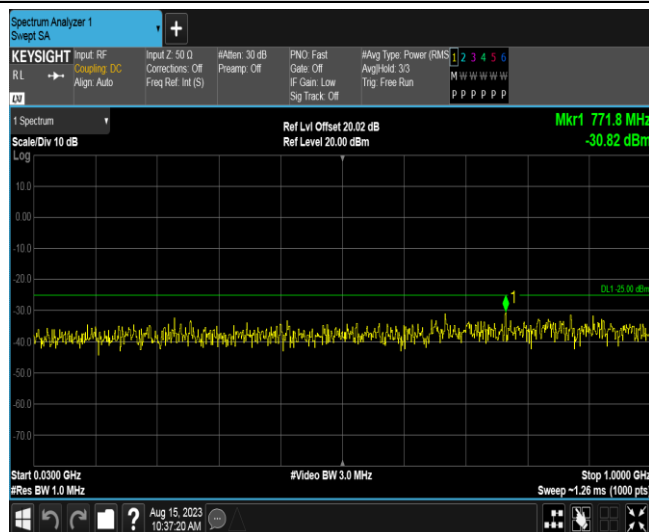 Spectrum Analyzer 1
Swept SA
KEYSIGHT Input: RF Input Z: 50 Ω #Atten: 30 dB PNO: Fast #Avg Type: Power (RMS 1 2 3 4 5 6
RL Coupling: DC Corrections: Off Preamp: Off Gate: Off Avg|Hold: 3/3 M W W W W W
Align: Auto Freq Ref: Int (S) IF Gain: Low Trig: Free Run
LXI Sig Track: Off P P P P P P
1 Spectrum Ref Lvl Offset 20.02 dB Mkr1 771.8 MHz
Scale/Div 10 dB Ref Level 20.00 dBm -30.82 dBm
Log
10.0
0.00
-10.0
-20.0
DL1 -25.00 dBm
1
-30.0
-40.0
-50.0
-60.0
-70.0
Start 0.0300 GHz #Video BW 3.0 MHz Stop 1.0000 GHz
#Res BW 1.0 MHz Sweep ~1.26 ms (1000 pts)
? Aug 15, 2023
10:37:20 AM